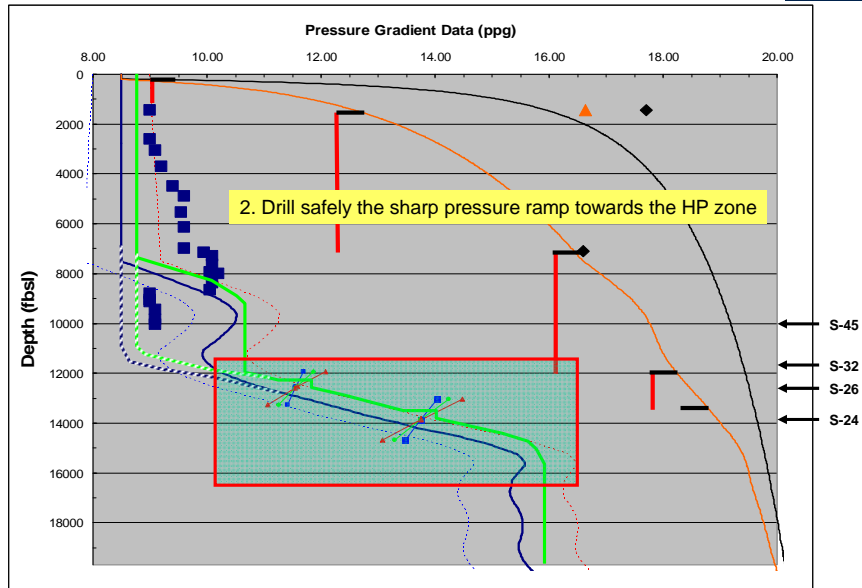 Pressure Gradient Data (ppg)
8.00 10.00 12.00 14.00 16.00 18.00 20.00
0
2000
4000
2. Drill safely the sharp pressure ramp towards the HP zone
6000
8000
Depth (fbsl)
10000
S-45
S-32
12000
S-26
14000
S-24
16000
18000